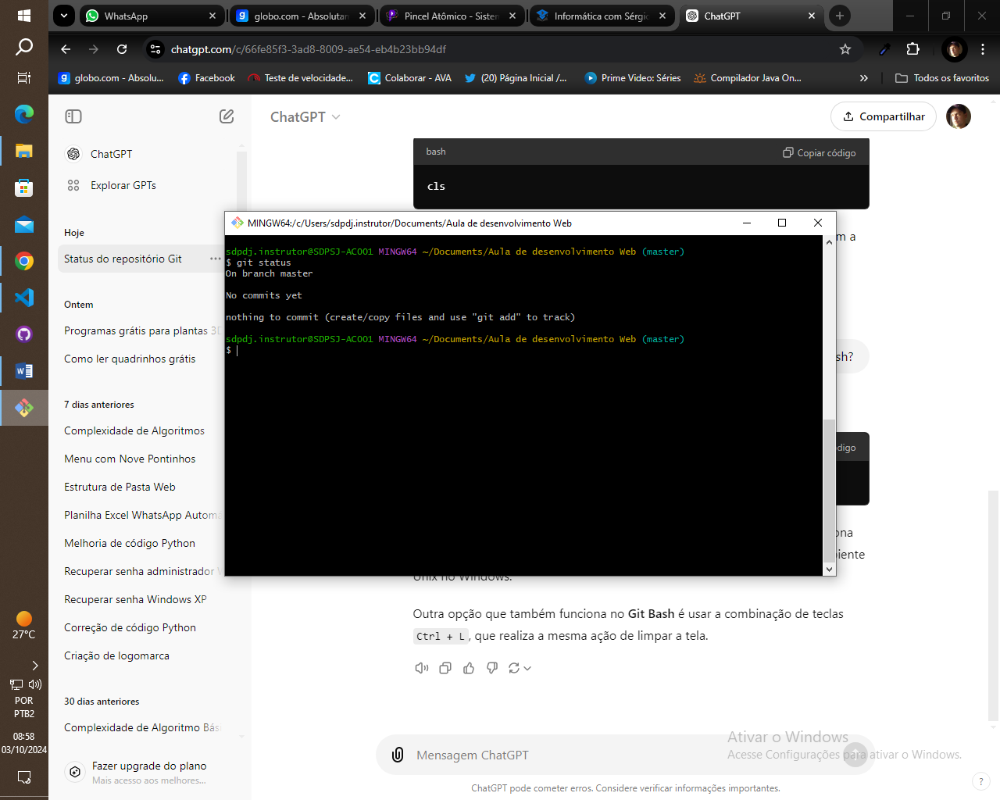 WhatsApp
globo.com - Absolutan
Pincel Atômico - Sisten
Informática com Sérgio
ChatGPT
chatgpt.com/c/66fe85f3-3ad8-8009-ae54-eb4b23bb94df
globo.com - Absolu...
Facebook
Teste de velocidade...
Colaborar - AVA
(20) Página Inicial /...
Prime Video: Séries
Compilador Java On...
Todos os favoritos
ChatGPT
Compartilhar
ChatGPT
Explorar GPTs
Hoje
Status do repositório Git
Ontem
Programas grátis para plantas 3D
Como ler quadrinhos grátis
7 dias anteriores
Complexidade de Algoritmos
Menu com Nove Pontinhos
Estrutura de Pasta Web
Planilha Excel WhatsApp Automa
Melhoria de código Python
Recuperar senha administrador
Recuperar senha Windows XP
Correção de código Python
Criação de logomarca
30 dias anteriores
Complexidade de Algoritmo Bás
Fazer upgrade do plano
Mais acesso aos melhores...
bash
Copiar código
cls
m a
MINGW64:/c/Users/sdpdj.instrutor/Documents/Aula de desenvolvimento Web
sdpdj.instrutor@SDPSJ-AC001 MINGW64 ~/Documents/Aula de desenvolvimento Web (master)
$ git status
On branch master
No commits yet
nothing to commit (create/copy files and use "git add" to track)
sdpdj.instrutor@SDPSJ-AC001 MINGW64 ~/Documents/Aula de desenvolvimento Web (master)
$
sh?
digo
ona
biente
Unix no Windows.
Outra opção que também funciona no Git Bash é usar a combinação de teclas
Ctrl + L, que realiza a mesma ação de limpar a tela.
Mensagem ChatGPT
Ativar o Windows
Acesse Configurações para ativar o Windows.
ChatGPT pode cometer erros. Considere verificar informações importantes.
?
27°C
POR
PTB2
08:58
03/10/2024